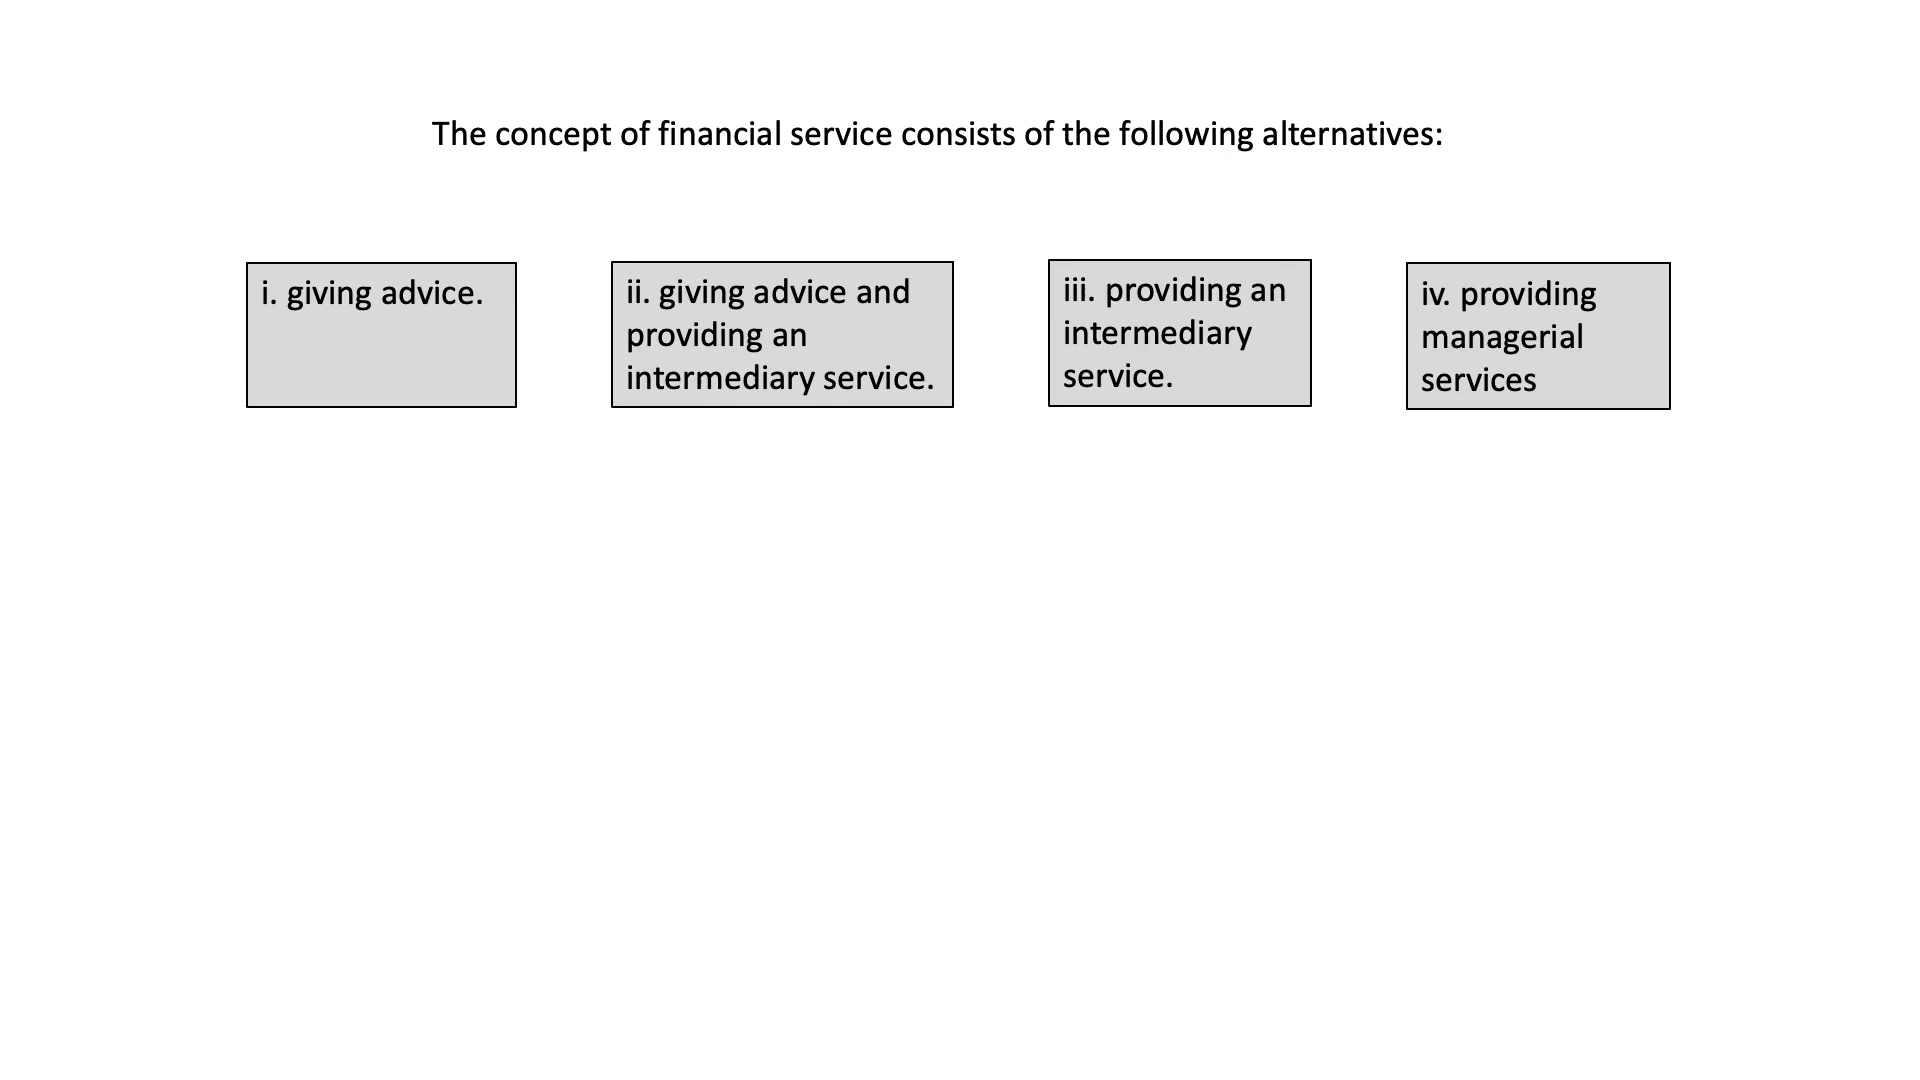 The concept of financial service consists of the following alternatives:
i. giving advice.
ii. giving advice and
providing an
intermediary service.
iii. providing an
intermediary
service.
iv. providing
managerial
services